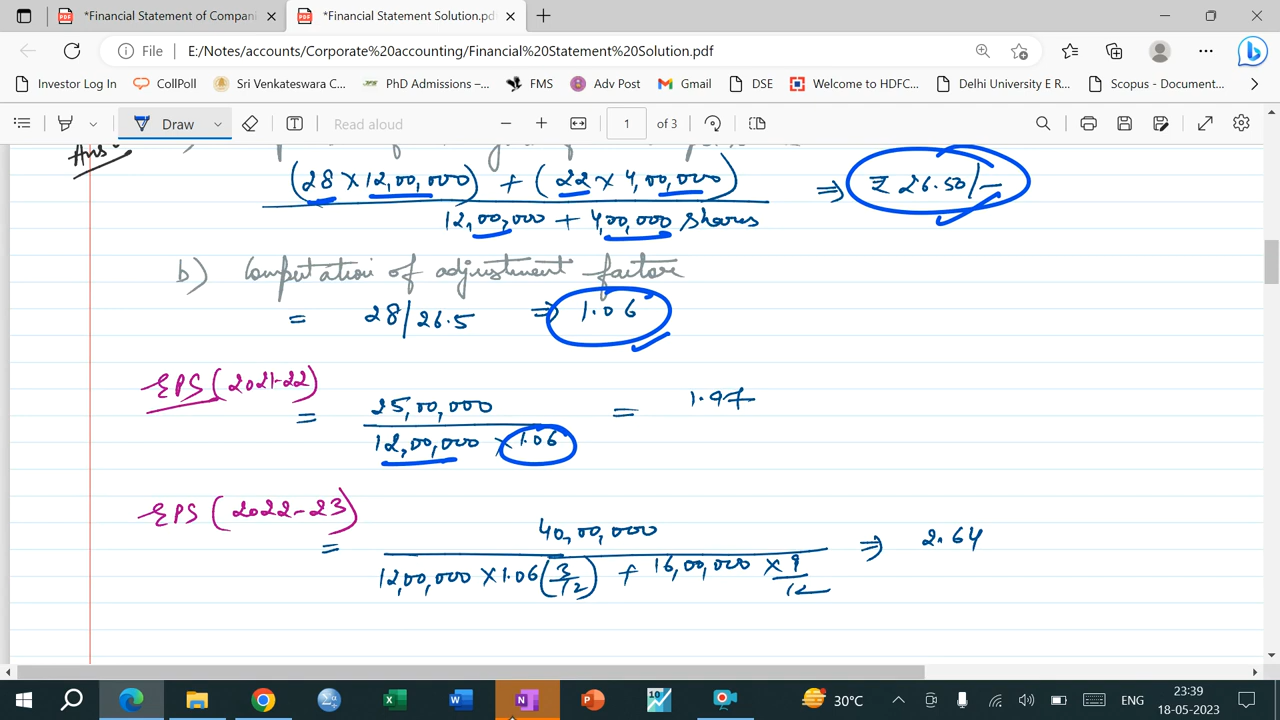 *Financial Statement of Compani
*Financial Statement Solution.pd
File E:/Notes/accounts/Corporate%20accounting/Financial%20Statement%20Solution.pdf
Investor Log In CollPoll Sri Venkateswara C... PhD Admissions –... FMS Adv Post Gmail DSE Welcome to HDFC... Delhi University E R... Scopus - Document...
Draw Read aloud 1 of 3
Ans
(28 × 12,00,000) + (22 × 4,00,000)
12,00,000 + 4,00,000 shares
⇒ ₹ 26.50/-
b) Computation of adjustment factor
= 28/26.5 ⇒ 1.06
EPS (2021-22)
= 25,00,000
12,00,000 × 1.06
= 1.97
EPS (2022-23)
= 40,00,000
12,00,000 × 1.06 (3/12) + 16,00,000 × 9/12
⇒ 2.64
30°C ENG 23:39
18-05-2023